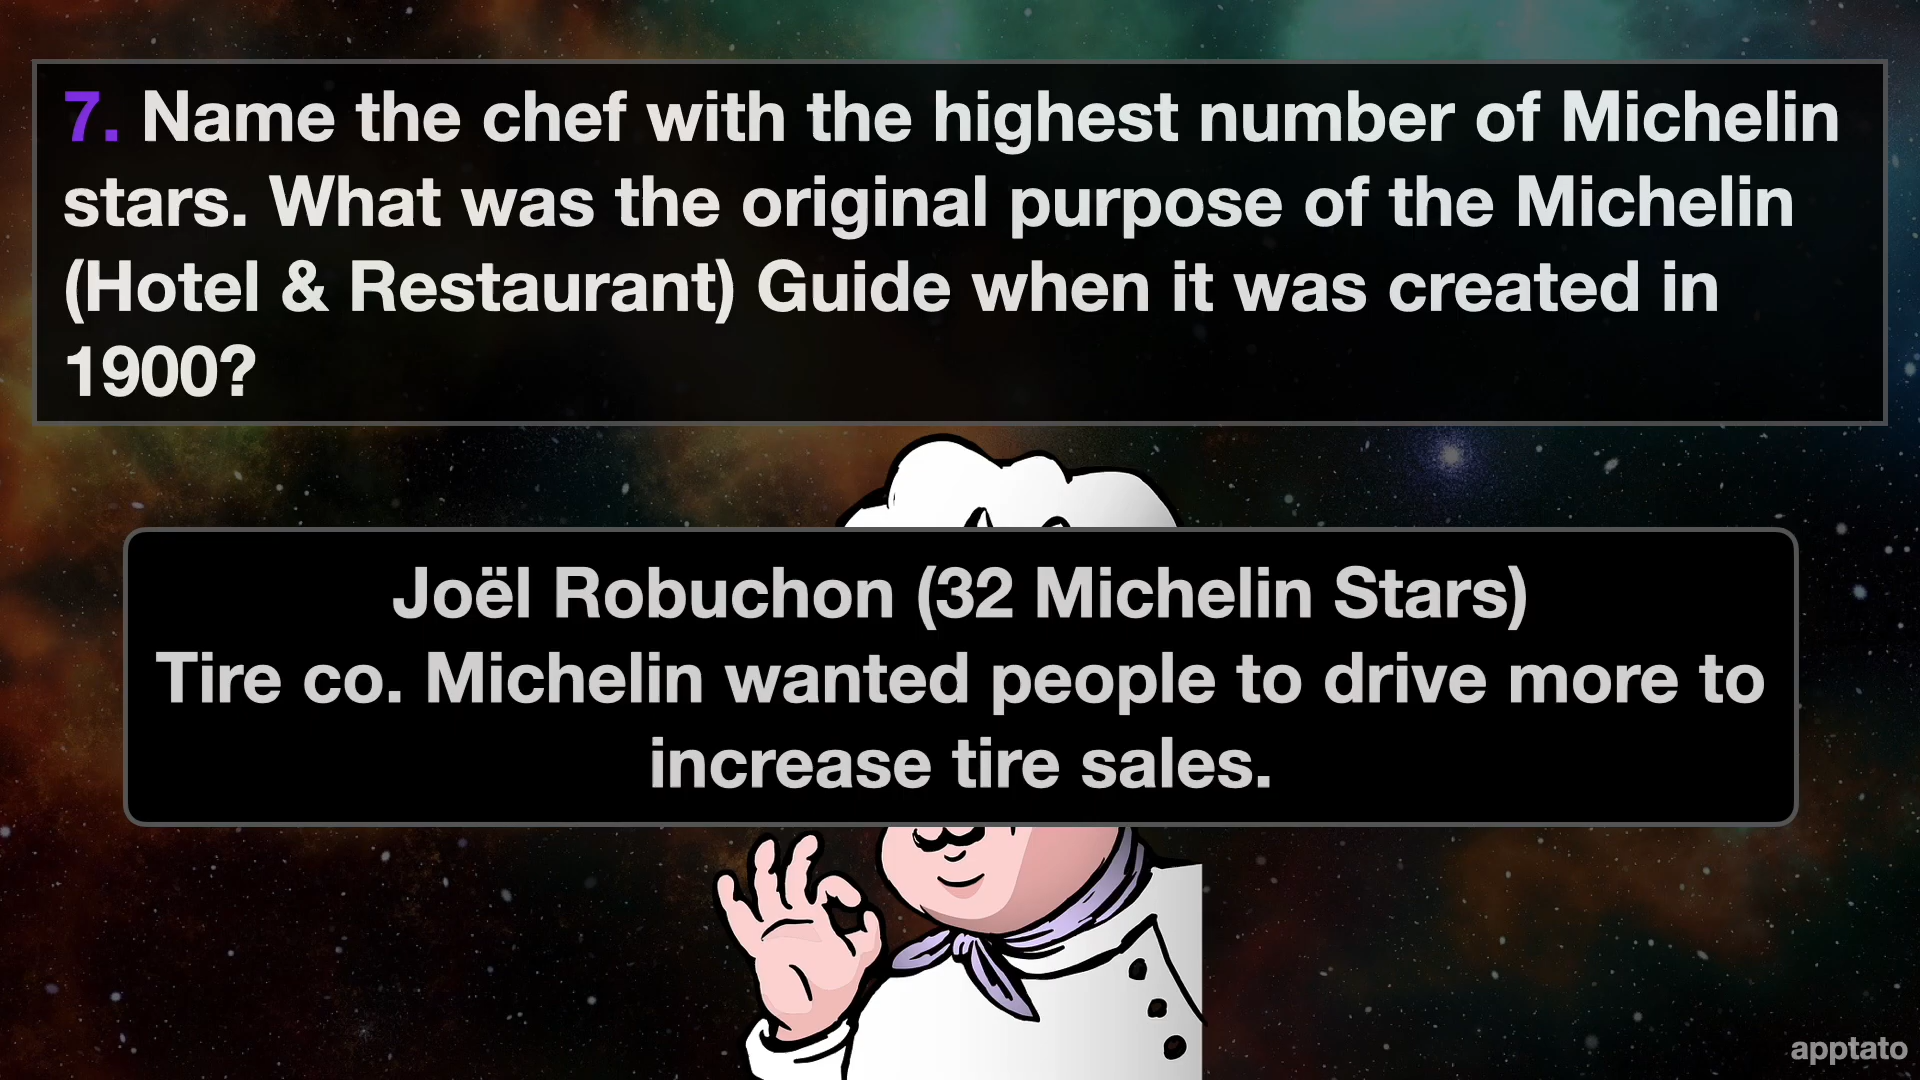 7. Name the chef with the highest number of Michelin
stars. What was the original purpose of the Michelin
(Hotel & Restaurant) Guide when it was created in
1900?
Joël Robuchon (32 Michelin Stars)
Tire co. Michelin wanted people to drive more to
increase tire sales.
apptato